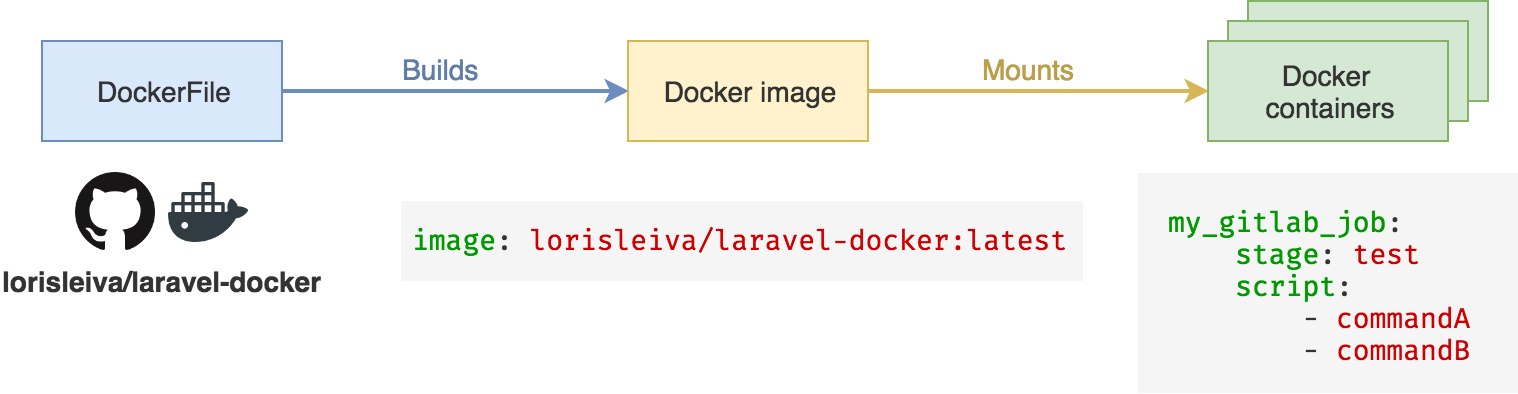 DockerFile
Builds
Docker image
Mounts
Docker
containers
lorisleiva/laravel-docker
image: lorisleiva/laravel-docker:latest
my_gitlab_job:
    stage: test
    script:
        - commandA
        - commandB